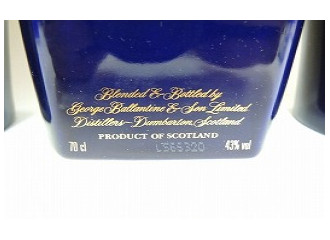 Blended & Bottled by
George Ballantine & Son Limited
Distillers – Dumbarton, Scotland
PRODUCT OF SCOTLAND
70 cl 43% vol